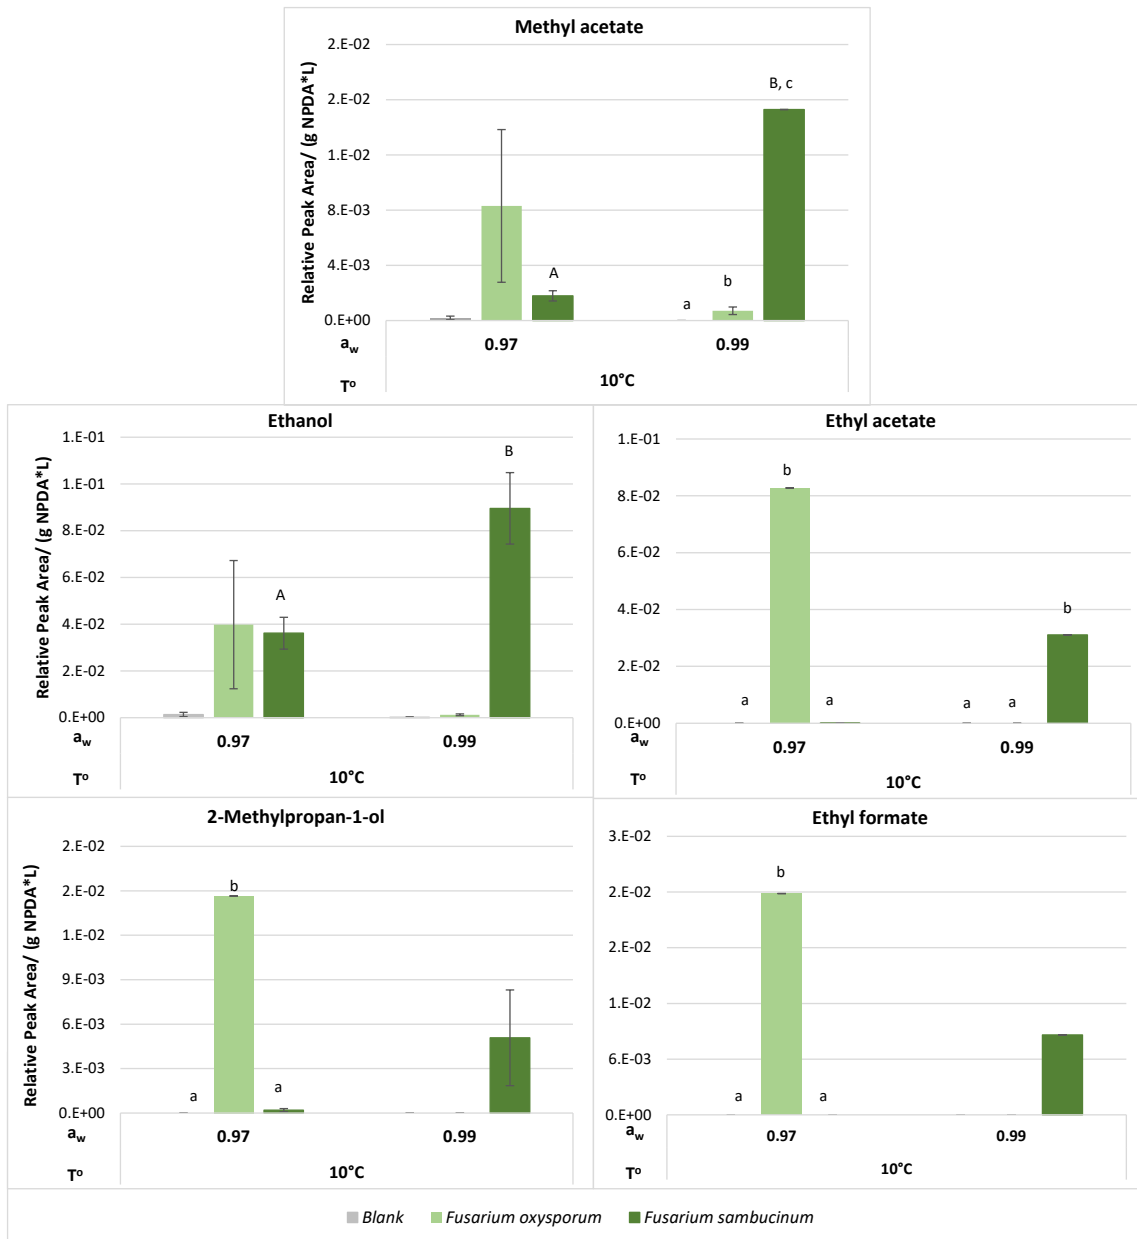 Methyl acetate
Relative Peak Area/ (g NPDA*L)
2.E-02
2.E-02
1.E-02
8.E-03
4.E-03
0.E+00
A
a
b
B, c
aw 0.97 0.99
Tº 10°C
Ethanol
Relative Peak Area/ (g NPDA*L)
1.E-01
1.E-01
8.E-02
6.E-02
4.E-02
2.E-02
0.E+00
A
B
aw 0.97 0.99
Tº 10°C
Ethyl acetate
1.E-01
8.E-02
6.E-02
4.E-02
2.E-02
0.E+00
a
b
a
a
a
b
aw 0.97 0.99
Tº 10°C
2-Methylpropan-1-ol
Relative Peak Area/ (g NPDA*L)
2.E-02
2.E-02
1.E-02
9.E-03
6.E-03
3.E-03
0.E+00
a
b
a
aw 0.97 0.99
Tº 10°C
Ethyl formate
3.E-02
2.E-02
2.E-02
1.E-02
6.E-03
0.E+00
a
b
a
aw 0.97 0.99
Tº 10°C
Blank Fusarium oxysporum Fusarium sambucinum